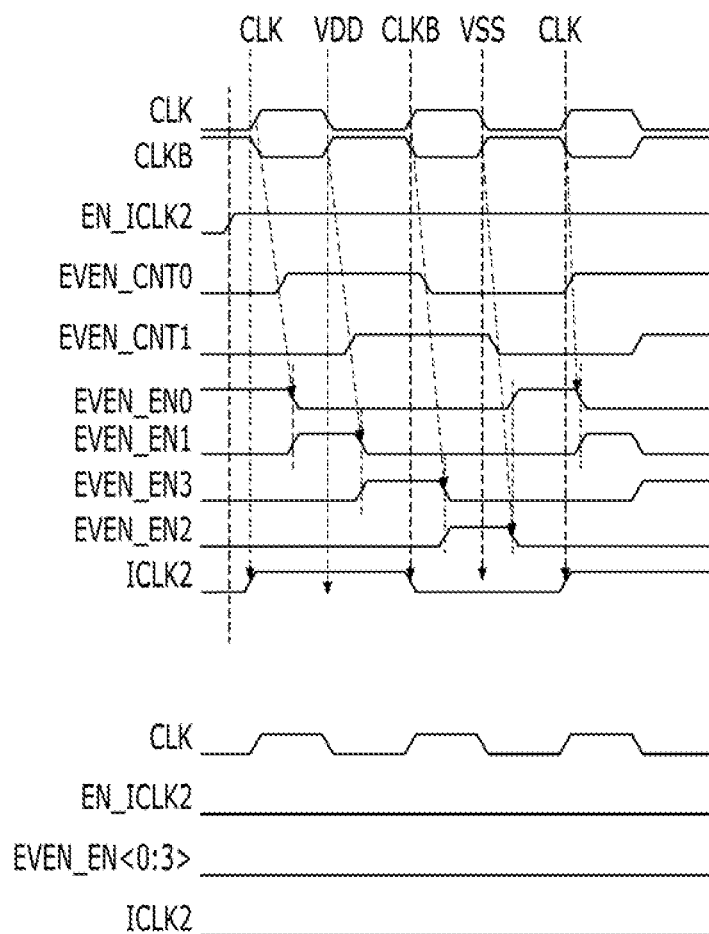 CLK VDD CLKB VSS CLK
CLK
CLKB
EN_ICLK2
EVEN_CNT0
EVEN_CNT1
EVEN_EN0
EVEN_EN1
EVEN_EN3
EVEN_EN2
ICLK2
CLK
EN_ICLK2
EVEN_EN<0:3>
ICLK2